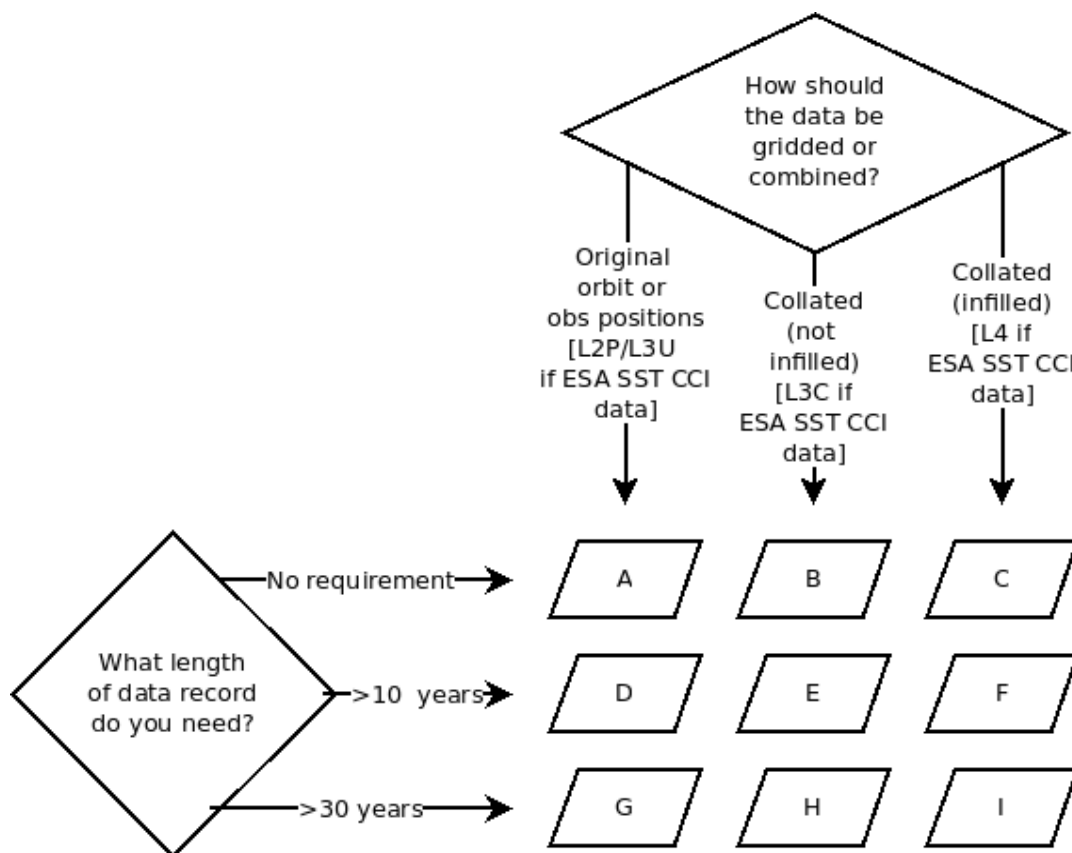 How should
the data be
gridded or
combined?
Original
orbit or
obs positions
[L2P/L3U
if ESA SST CCI
data]
Collated
(not
infilled)
[L3C if
ESA SST CCI
data]
Collated
(infilled)
[L4 if
ESA SST CCI
data]
What length
of data record
do you need?
No requirement
A
B
C
>10 years
D
E
F
>30 years
G
H
I